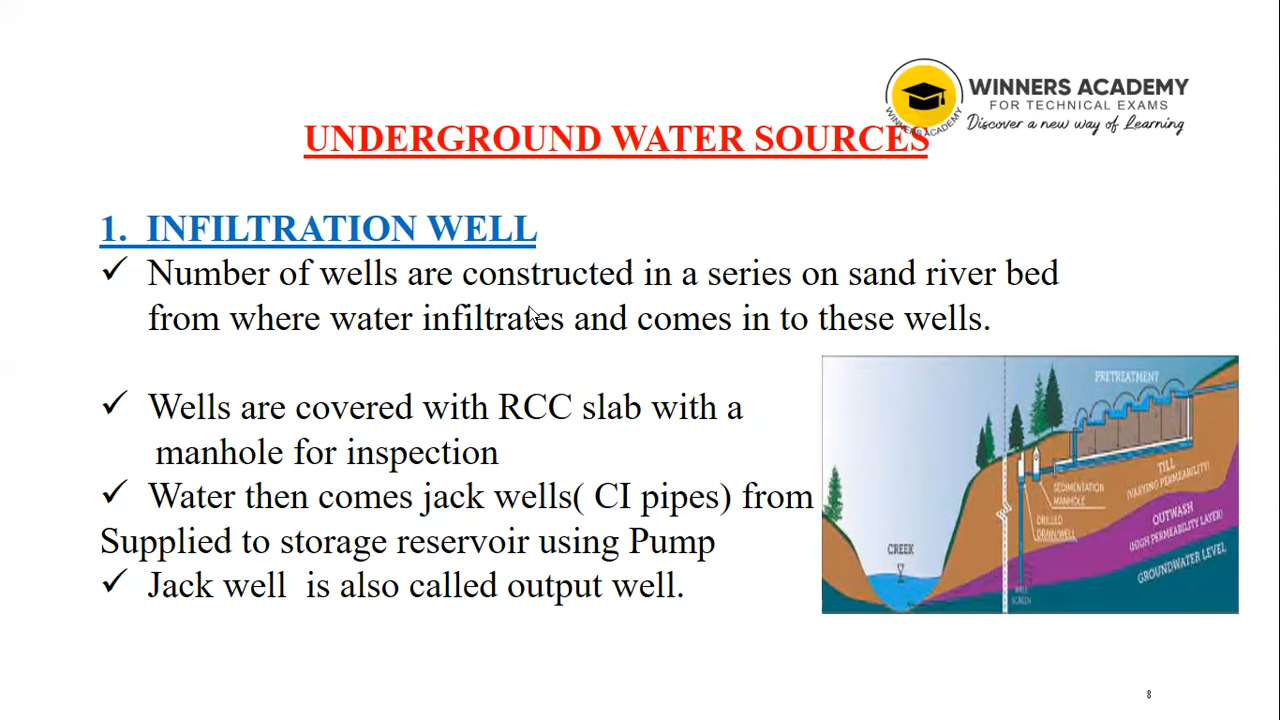 WINNERS ACADEMY
FOR TECHNICAL EXAMS
Discover a new way of Learning
WINNERS ACADEMY
UNDERGROUND WATER SOURCES
1. INFILTRATION WELL
✓ Number of wells are constructed in a series on sand river bed
from where water infiltrates and comes in to these wells.
✓ Wells are covered with RCC slab with a
manhole for inspection
✓ Water then comes jack wells( CI pipes) from
Supplied to storage reservoir using Pump
✓ Jack well is also called output well.
PRETREATMENT
TILL
(VARYING PERMEABILITY)
SEDIMENTATION
MANHOLE
OUTWASH
(HIGH PERMEABILITY LAYER)
DRILLED
DRAINWELL
CREEK
GROUNDWATER LEVEL
WELL
SCREEN
8